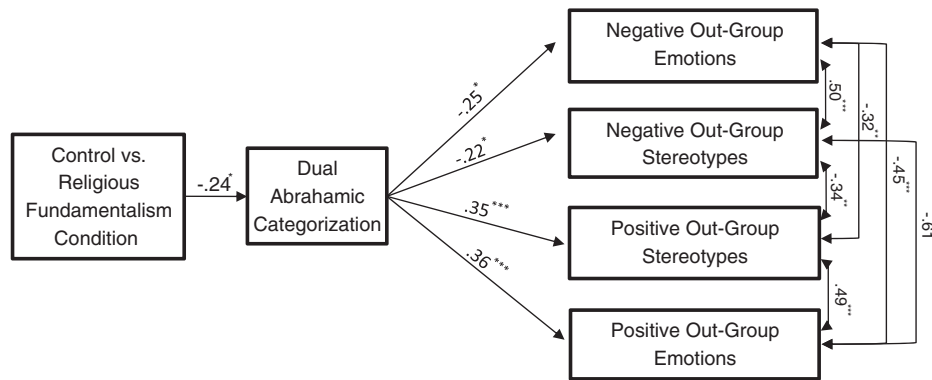 Negative Out-Group
Emotions
-.25*
.50***
-.32**
Negative Out-Group
Stereotypes
-.22*
-.45***
-.61
Control vs.
Religious
Fundamentalism
Condition
-.24*
Dual
Abrahamic
Categorization
-.34**
.35***
Positive Out-Group
Stereotypes
.36***
.49***
Positive Out-Group
Emotions